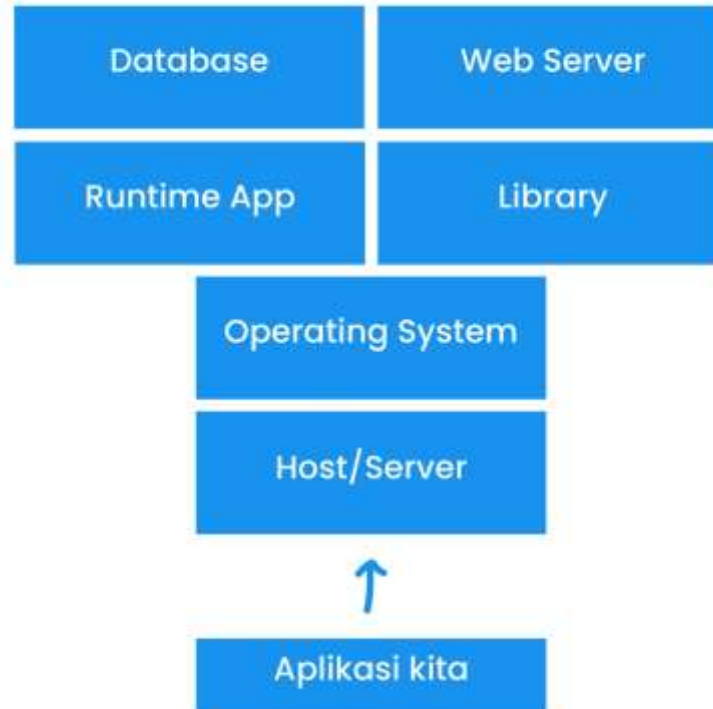 Database
Web Server
Runtime App
Library
Operating System
Host/Server
Aplikasi kita